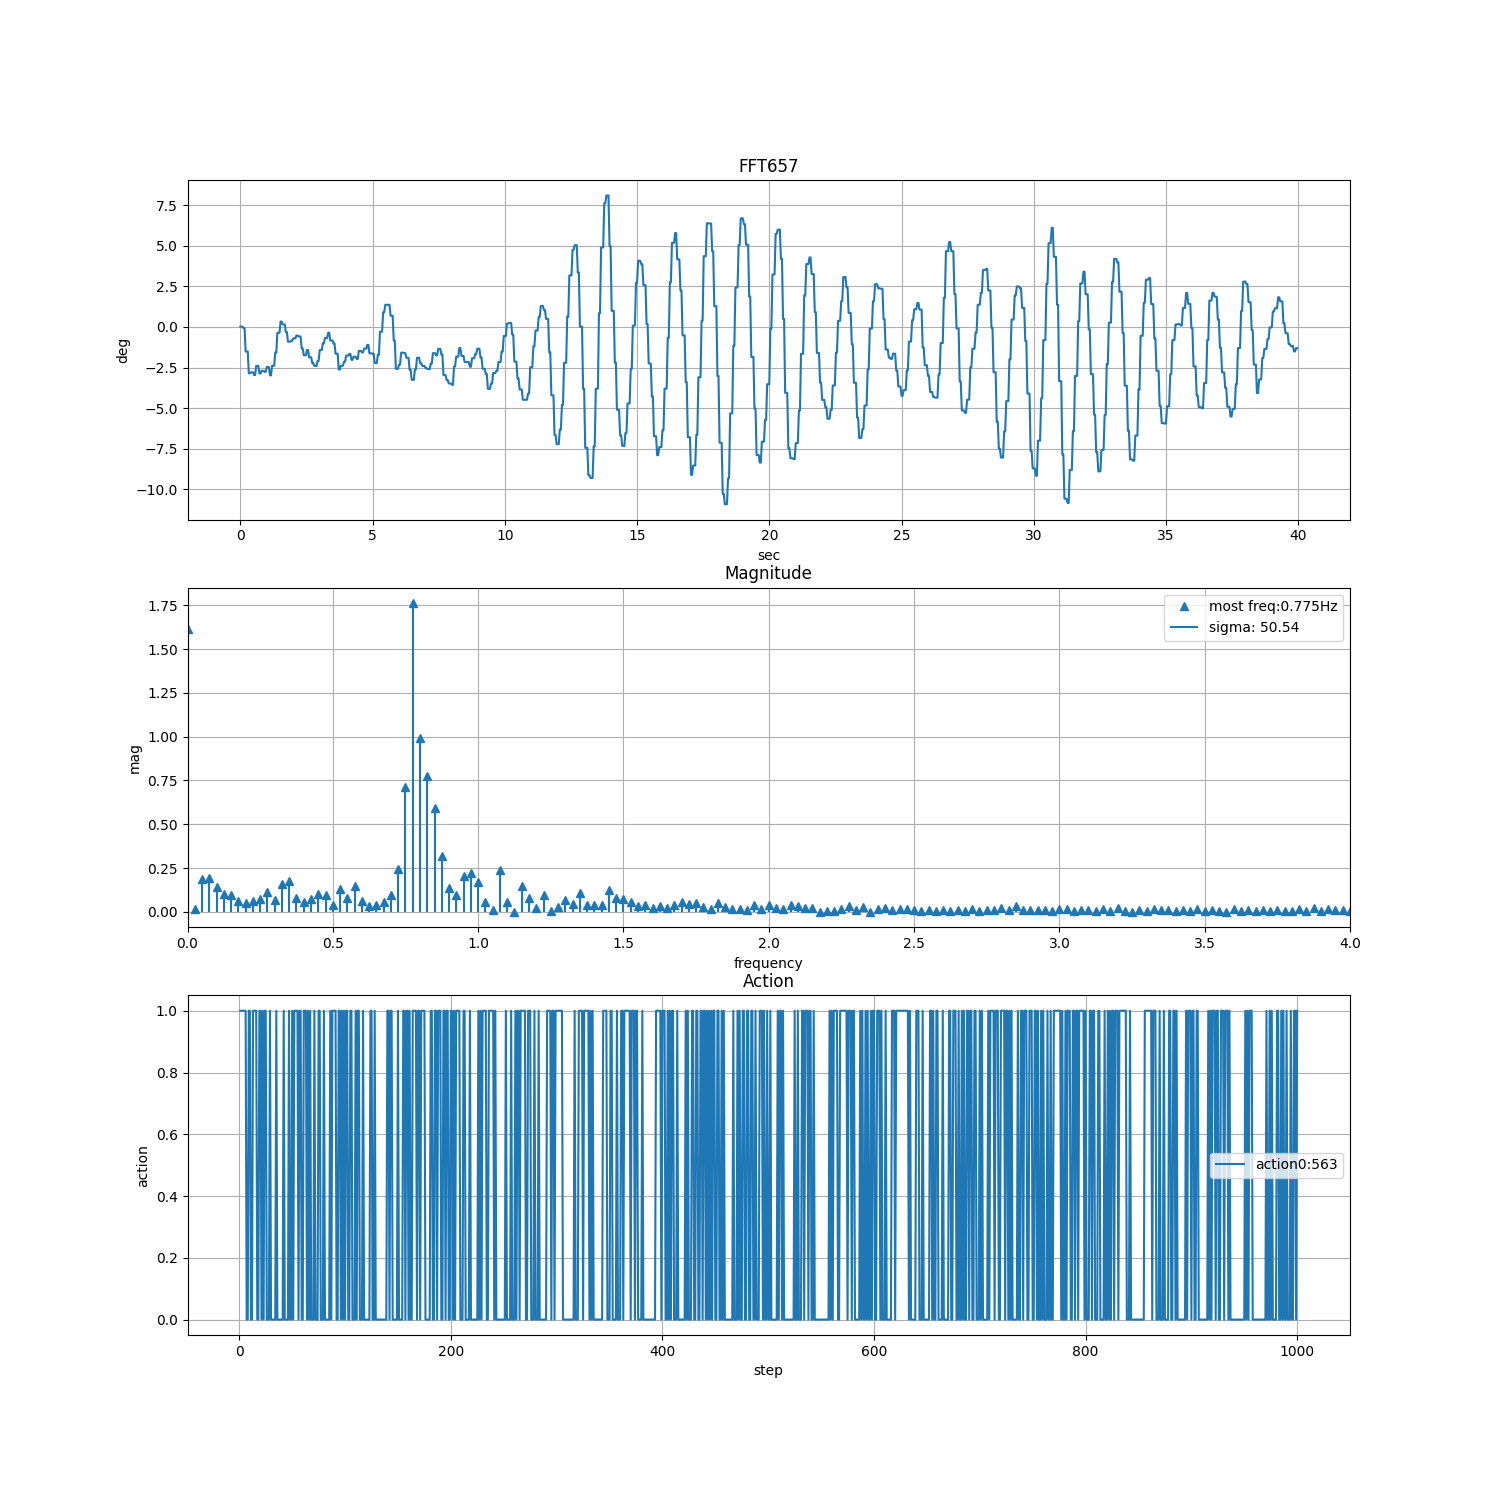 FFT657
7.5
5.0
2.5
0.0
−2.5
−5.0
−7.5
−10.0
deg
0 5 10 15 20 25 30 35 40
sec
Magnitude
1.75
1.50
1.25
1.00
0.75
0.50
0.25
0.00
mag
most freq:0.775Hz
sigma: 50.54
0.0 0.5 1.0 1.5 2.0 2.5 3.0 3.5 4.0
frequency
Action
1.0
0.8
0.6
0.4
0.2
0.0
action
action0:563
0 200 400 600 800 1000
step